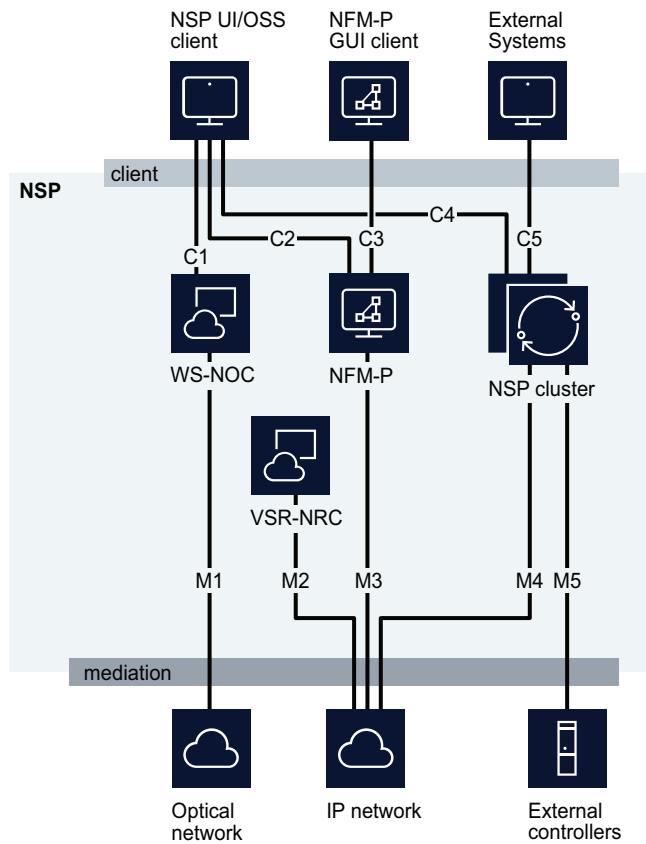 NSP UI/OSS
client
NFM-P
GUI client
External
Systems
client
NSP
C4
C2
C3
C5
C1
WS-NOC
NFM-P
NSP cluster
VSR-NRC
M1
M2
M3
M4
M5
mediation
Optical
network
IP network
External
controllers